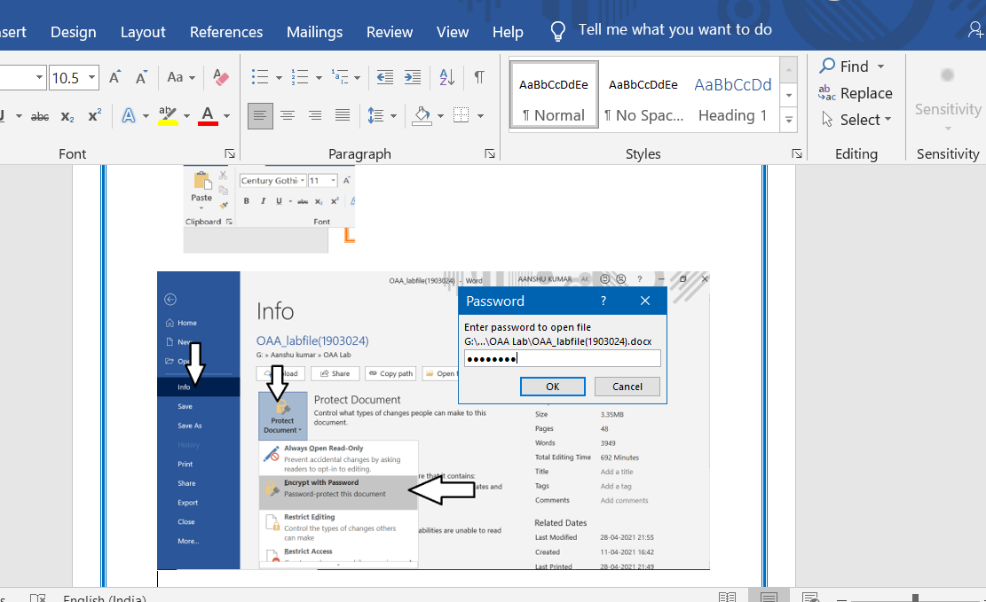 Design Layout References Mailings Review View Help Tell me what you want to do
10.5 Aa Find
AaBbCcDdEe AaBbCcDdEe AaBbCcDd
Replace
abc X₂ X² A aby A ¶ Normal ¶ No Spac... Heading 1 Select Sensitivity
Font Paragraph Styles Editing Sensitivity
Century Gothi 11
Paste
B I U abc X₂ X²
Clipboard Font
L
OAA_labfile(1903024) - Word AANSHU KUMAR AK ?
Info
OAA_labfile(1903024)
G: » Aanshu kumar » OAA Lab
Share Copy path Open
Home
New
Info
Save
Save As
History
Print
Share
Export
Close
More...
Protect
Document
Protect Document
Control what types of changes people can make to this
document.
Always Open Read-Only
Prevent accidental changes by asking
readers to opt-in to editing.
Encrypt with Password
Password-protect this document
Restrict Editing
Control the types of changes others
can make
Restrict Access
re that it contains:
ates and
abilities are unable to read
Password ?
Enter password to open file
G:\...\OAA Lab\OAA_labfile(1903024).docx
●●●●●●●●
OK Cancel
Size 3.35MB
Pages 48
Words 3949
Total Editing Time 692 Minutes
Title Add a title
Tags Add a tag
Comments Add comments
Related Dates
Last Modified 28-04-2021 21:55
Created 11-04-2021 16:42
Last Printed 28-04-2021 21:49
English (India)